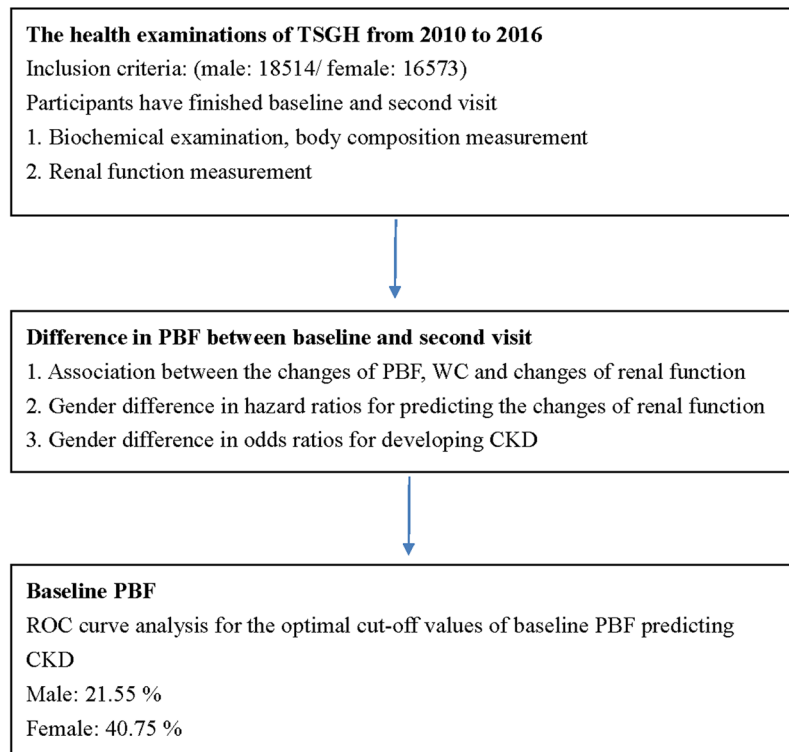 The health examinations of TSGH from 2010 to 2016
Inclusion criteria: (male: 18514/ female: 16573)
Participants have finished baseline and second visit
1. Biochemical examination, body composition measurement
2. Renal function measurement
Difference in PBF between baseline and second visit
1. Association between the changes of PBF, WC and changes of renal function
2. Gender difference in hazard ratios for predicting the changes of renal function
3. Gender difference in odds ratios for developing CKD
Baseline PBF
ROC curve analysis for the optimal cut-off values of baseline PBF predicting
CKD
Male: 21.55 %
Female: 40.75 %